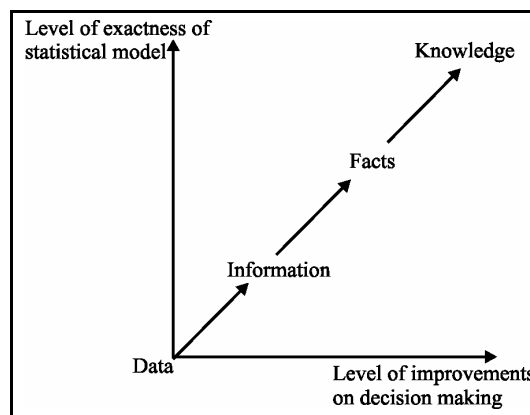 Level of exactness of
statistical model
Knowledge
Facts
Information
Data
Level of improvements
on decision making